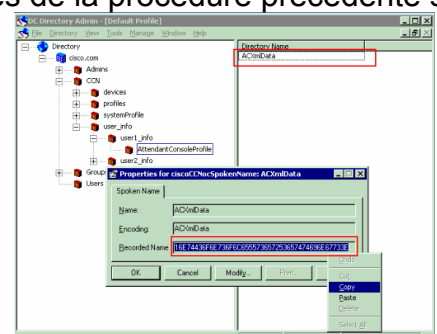 es de la procédure précédente s
DC Directory Admin - [Default Profile]
File Directory View Tools Manage Window Help
Directory
cisco.com
Admins
CCN
devices
profiles
systemProfile
user_info
user1_info
AttendantConsoleProfile
user2_info
Groups
Users
Directory Name
ACXmlData
Properties for ciscoCCNocSpokenName: ACXmlData
Spoken Name
Name: ACXmlData
Encoding: ACXmlData
Recorded Name
OK Cancel Modify... Print...
Undo
Cut
Copy
Paste
Delete
Select All